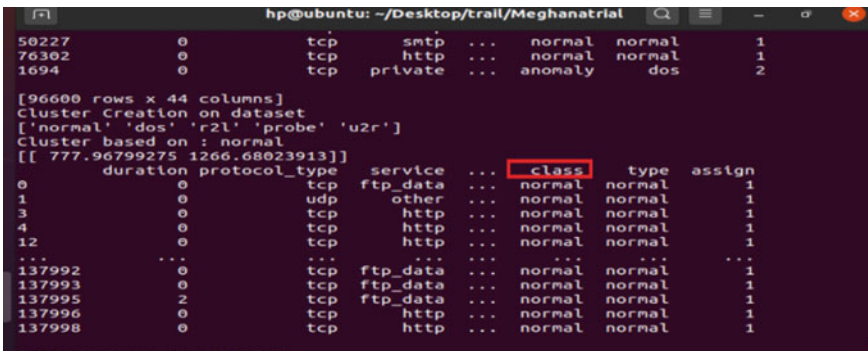 hp@ubuntu: ~/Desktop/trail/Meghanatrial
50227 0 tcp smtp ... normal normal 1
76302 0 tcp http ... normal normal 1
1694 0 tcp private ... anomaly dos 2
[96600 rows x 44 columns]
Cluster Creation on dataset
['normal' 'dos' 'r2l' 'probe' 'u2r']
Cluster based on : normal
[[ 777.96799275 1266.68023913]]
duration protocol_type service ... class type assign
0 0 tcp ftp_data ... normal normal 1
1 0 udp other ... normal normal 1
3 0 tcp http ... normal normal 1
4 0 tcp http ... normal normal 1
12 0 tcp http ... normal normal 1
... ... ... ... ... ... ... ...
137992 0 tcp ftp_data ... normal normal 1
137993 0 tcp ftp_data ... normal normal 1
137995 2 tcp ftp_data ... normal normal 1
137996 0 tcp http ... normal normal 1
137998 0 tcp http ... normal normal 1